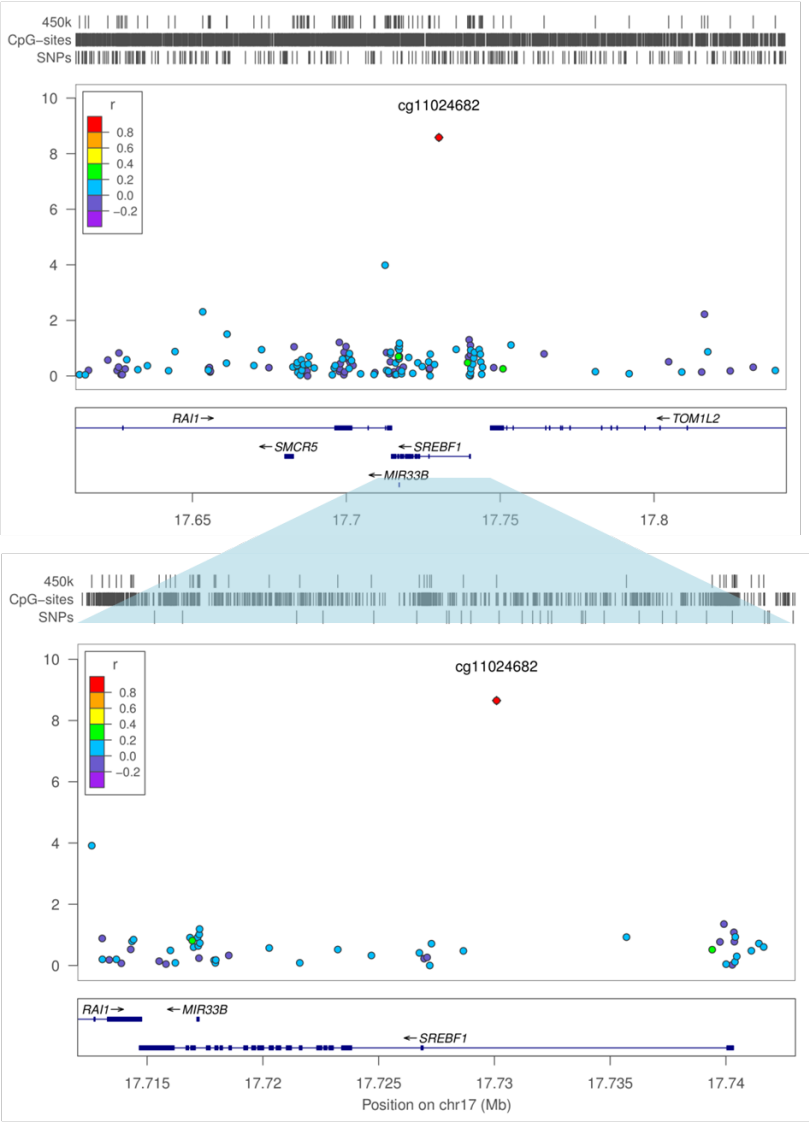 450k
CpG-sites
SNPs
10
8
6
4
2
0
r
0.8
0.6
0.4
0.2
0.0
-0.2
cg11024682
RAI1→
←TOM1L2
←SMCR5
←SREBF1
←MIR33B
17.65 17.7 17.75 17.8
450k
CpG-sites
SNPs
10
8
6
4
2
0
r
0.8
0.6
0.4
0.2
0.0
-0.2
cg11024682
RAI1→ ←MIR33B
←SREBF1
17.715 17.72 17.725 17.73 17.735 17.74
Position on chr17 (Mb)